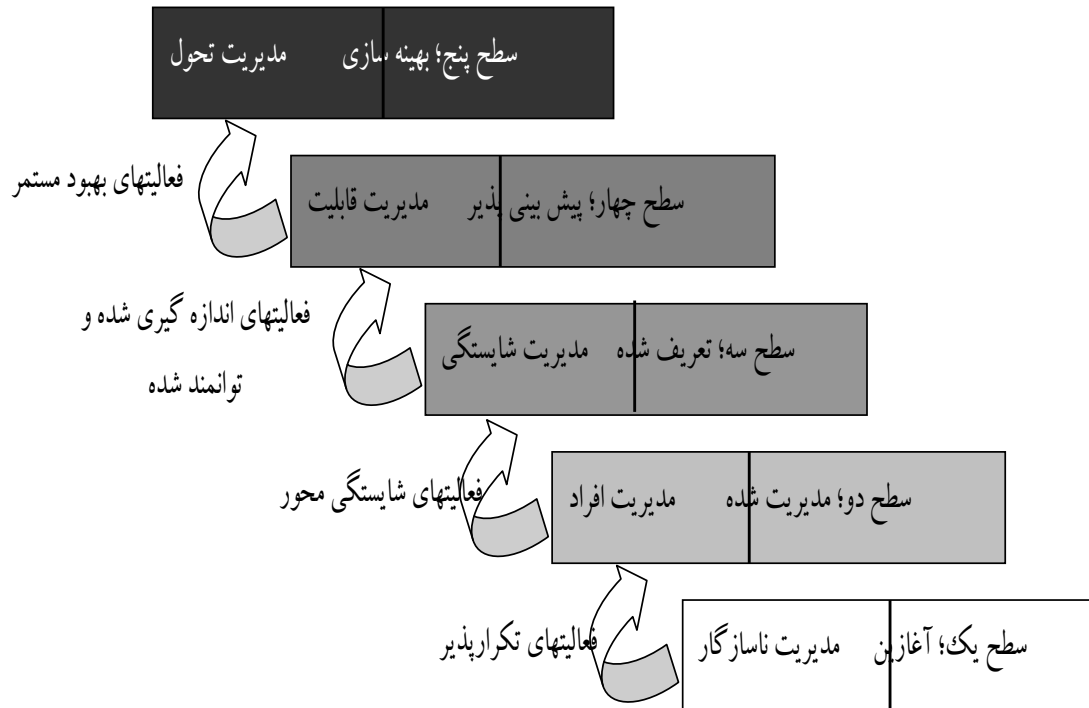 سطح پنج؛ بهینه سازی    مدیریت تحول
فعالیتهای بهبود مستمر
سطح چهار؛ پیش بینی پذیر    مدیریت قابلیت
فعالیتهای اندازه گیری شده و
توانمند شده
سطح سه؛ تعریف شده    مدیریت شایستگی
فعالیتهای شایستگی محور
سطح دو؛ مدیریت شده    مدیریت افراد
فعالیتهای تکرارپذیر
سطح یک؛ آغازین    مدیریت ناسازگار